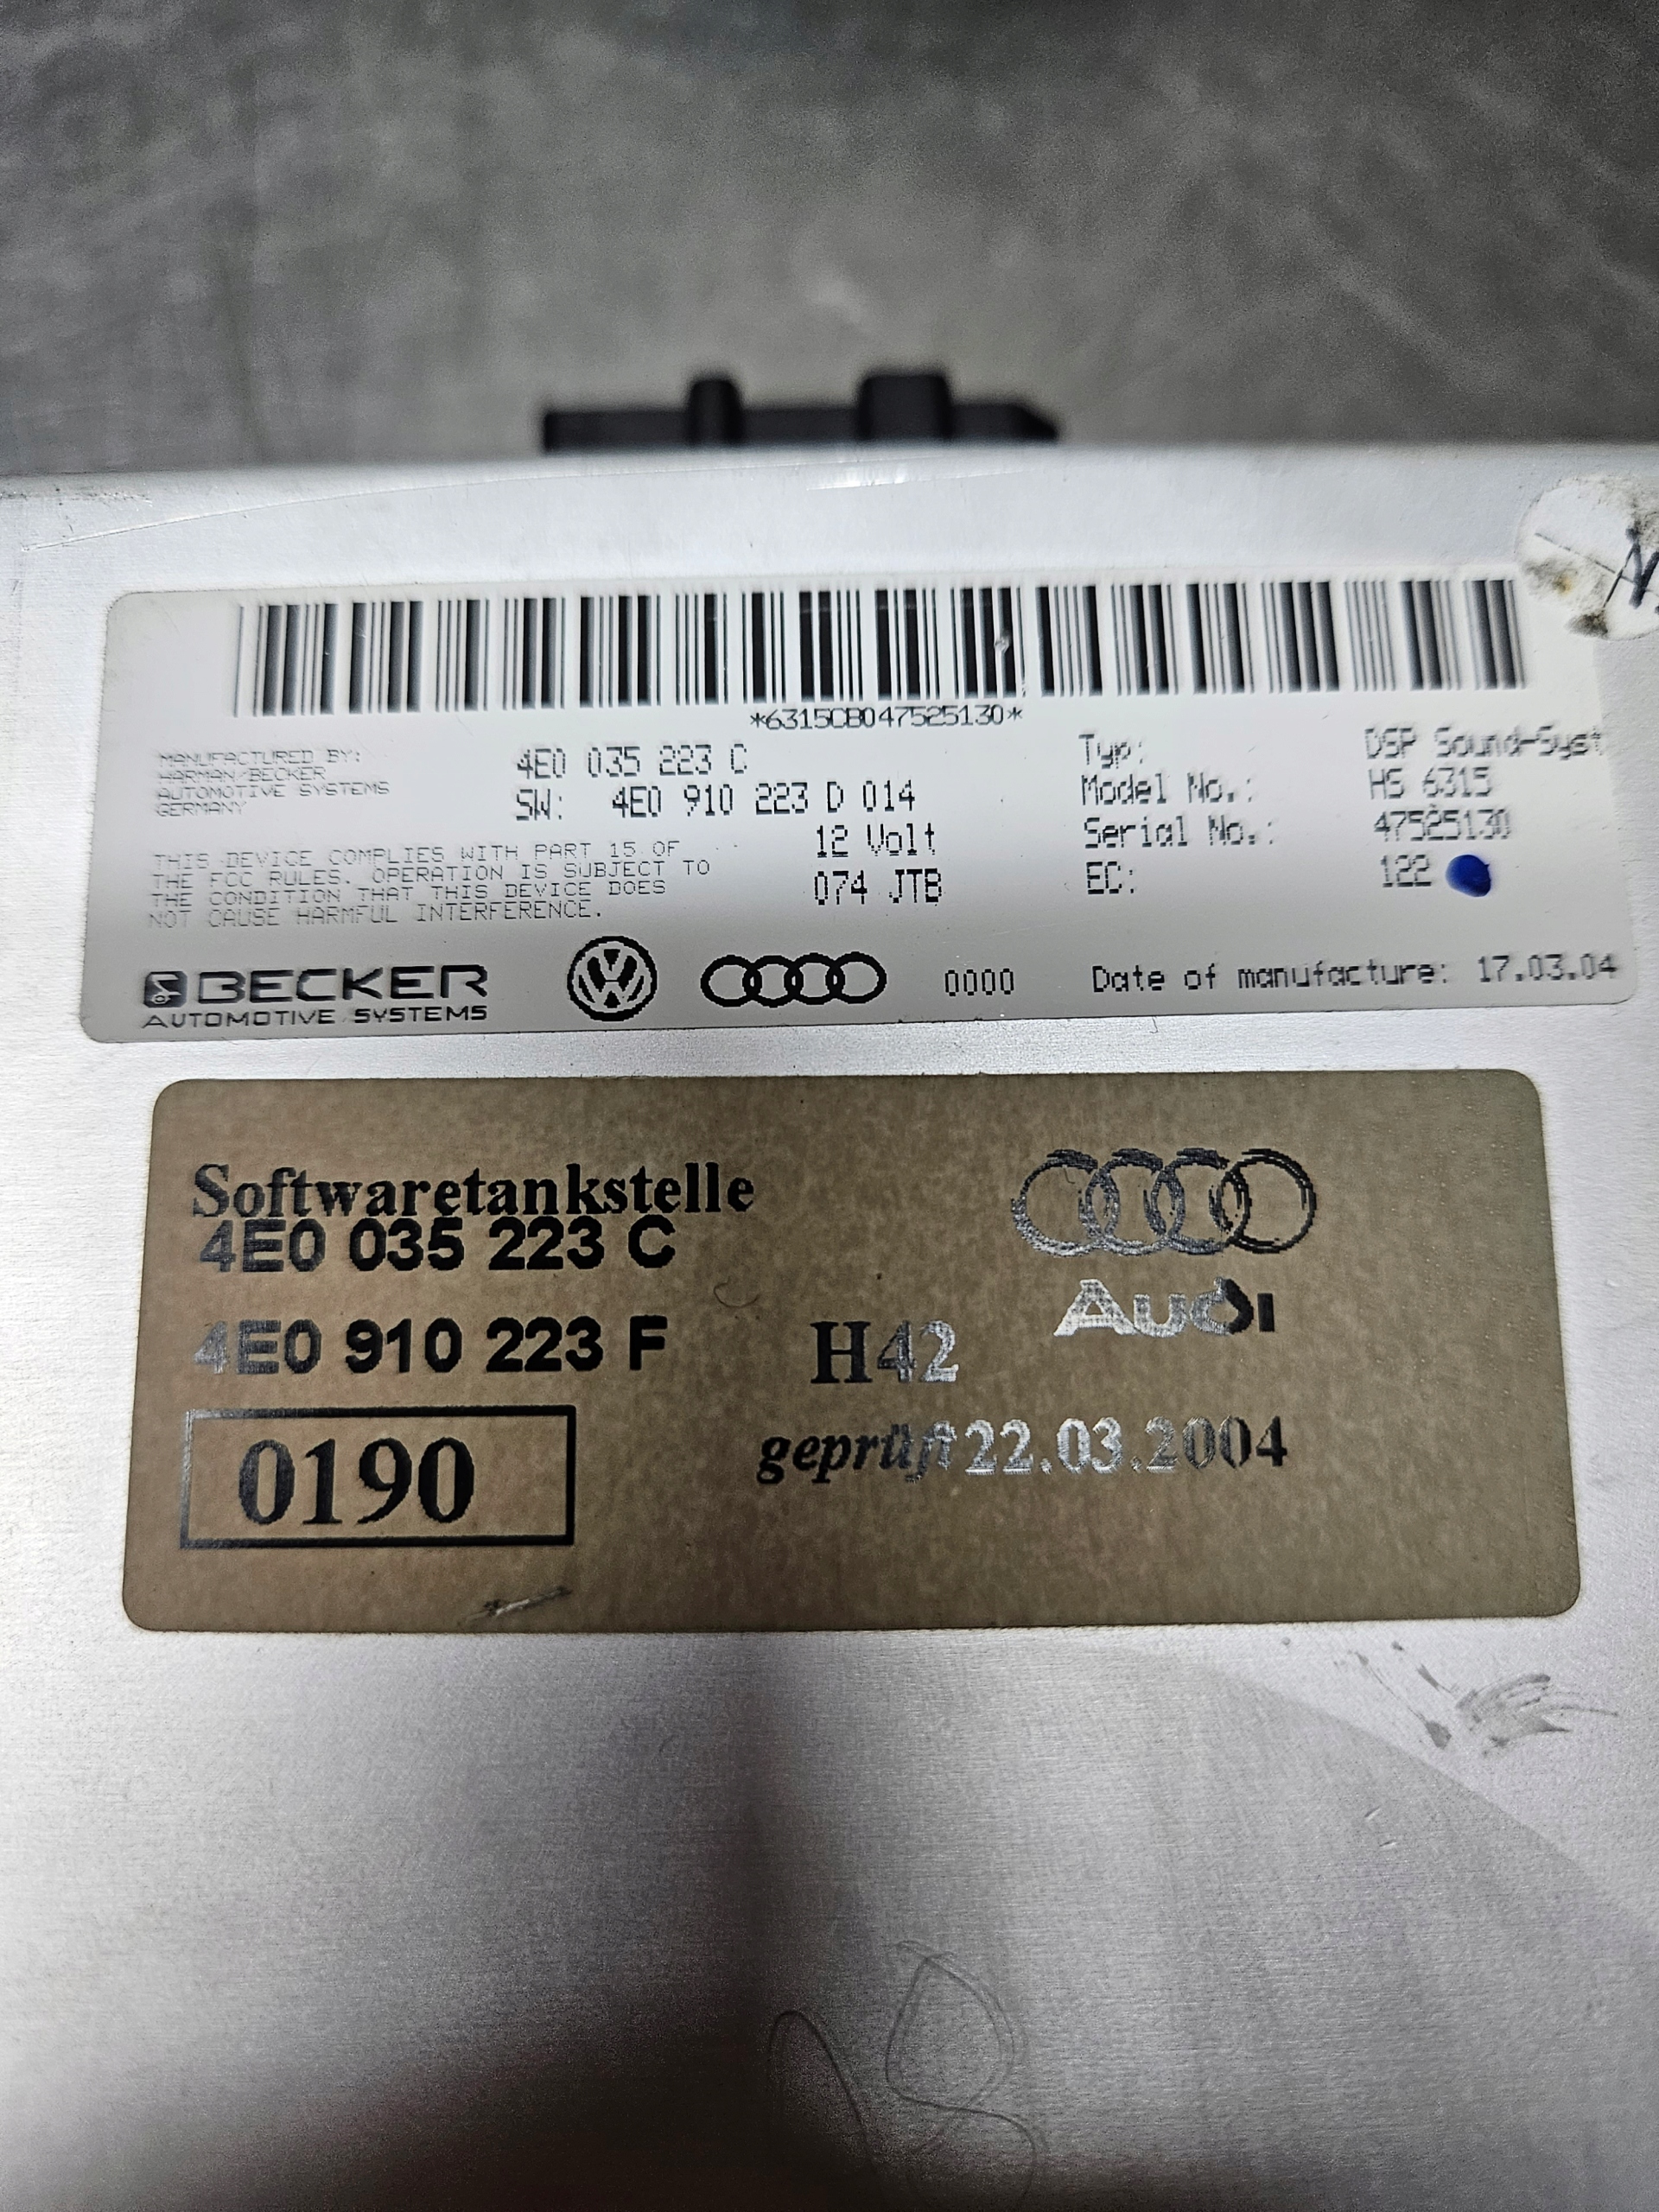 *6315CB047525130*
MANUFACTURED BY:
HARMAN/BECKER
AUTOMOTIVE SYSTEMS
GERMANY
4E0 035 223 C
SW: 4E0 910 223 D 014
12 Volt
074 JTB
Typ: DSP Sound-Syst
Model No.: HS 6315
Serial No.: 47525130
EC: 122
THIS DEVICE COMPLIES WITH PART 15 OF
THE FCC RULES. OPERATION IS SUBJECT TO
THE CONDITION THAT THIS DEVICE DOES
NOT CAUSE HARMFUL INTERFERENCE.
BECKER
AUTOMOTIVE SYSTEMS
0000
Date of manufacture: 17.03.04
Softwaretankstelle
4E0 035 223 C
4E0 910 223 F
H42
Audi
0190
geprüft 22.03.2004